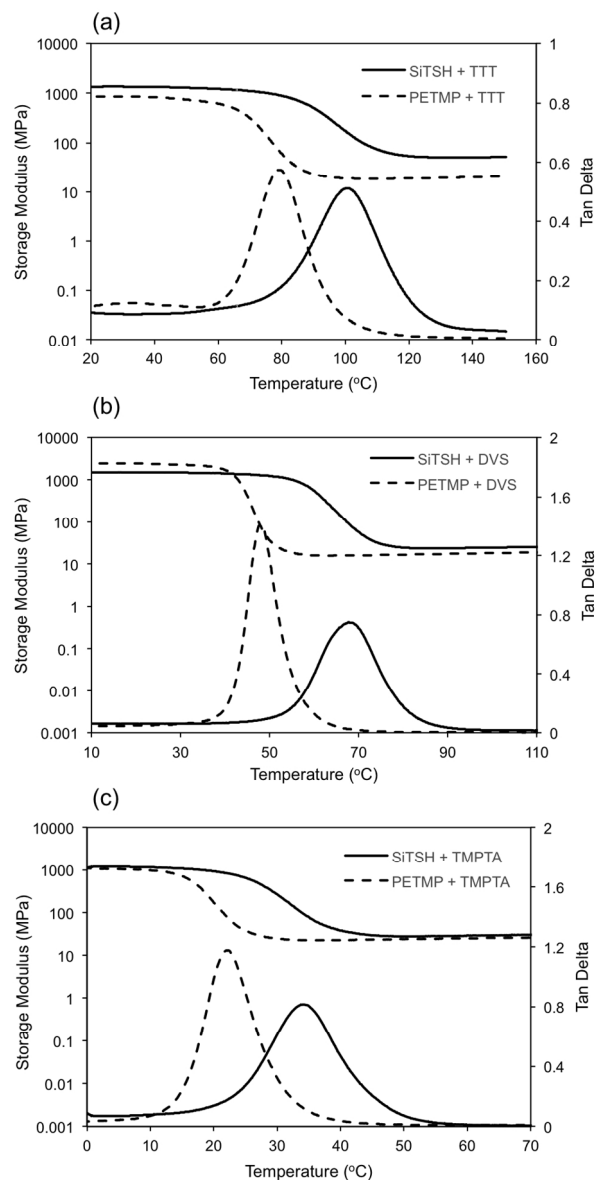 (a)
10000
1000
100
10
1
0.1
0.01
Storage Modulus (MPa)
1
0.8
0.6
0.4
0.2
0
Tan Delta
SiTSH + TTT
PETMP + TTT
20 40 60 80 100 120 140 160
Temperature (°C)
(b)
10000
1000
100
10
1
0.1
0.01
0.001
Storage Modulus (MPa)
2
1.6
1.2
0.8
0.4
0
Tan Delta
SiTSH + DVS
PETMP + DVS
10 30 50 70 90 110
Temperature (°C)
(c)
10000
1000
100
10
1
0.1
0.01
0.001
Storage Modulus (MPa)
2
1.6
1.2
0.8
0.4
0
Tan Delta
SiTSH + TMPTA
PETMP + TMPTA
0 10 20 30 40 50 60 70
Temperature (°C)